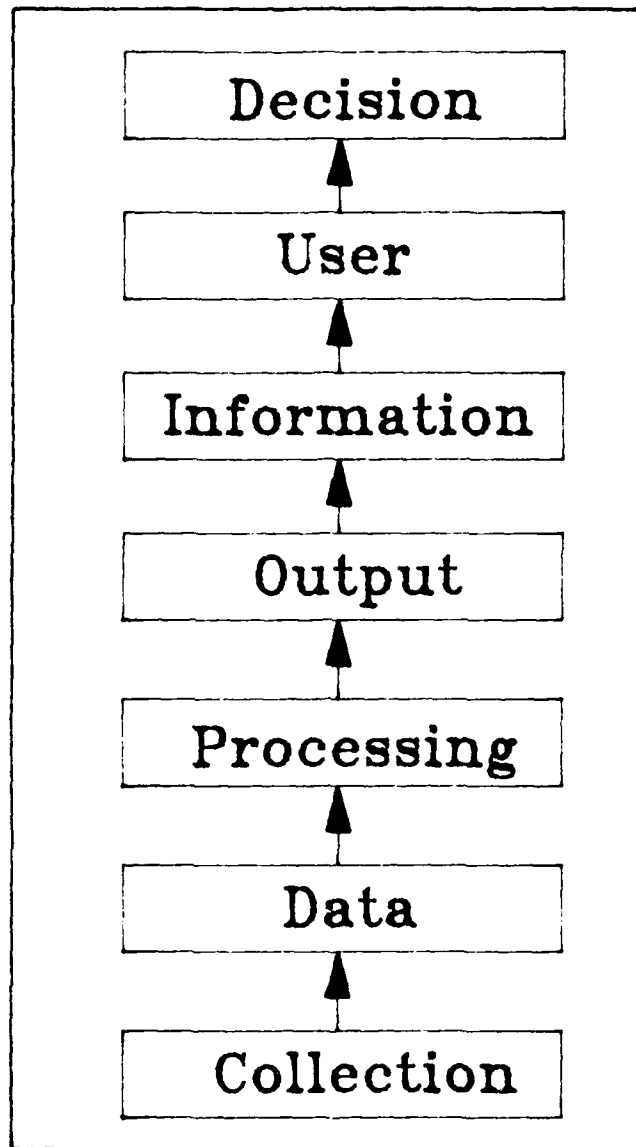 Decision
User
Information
Output
Processing
Data
Collection